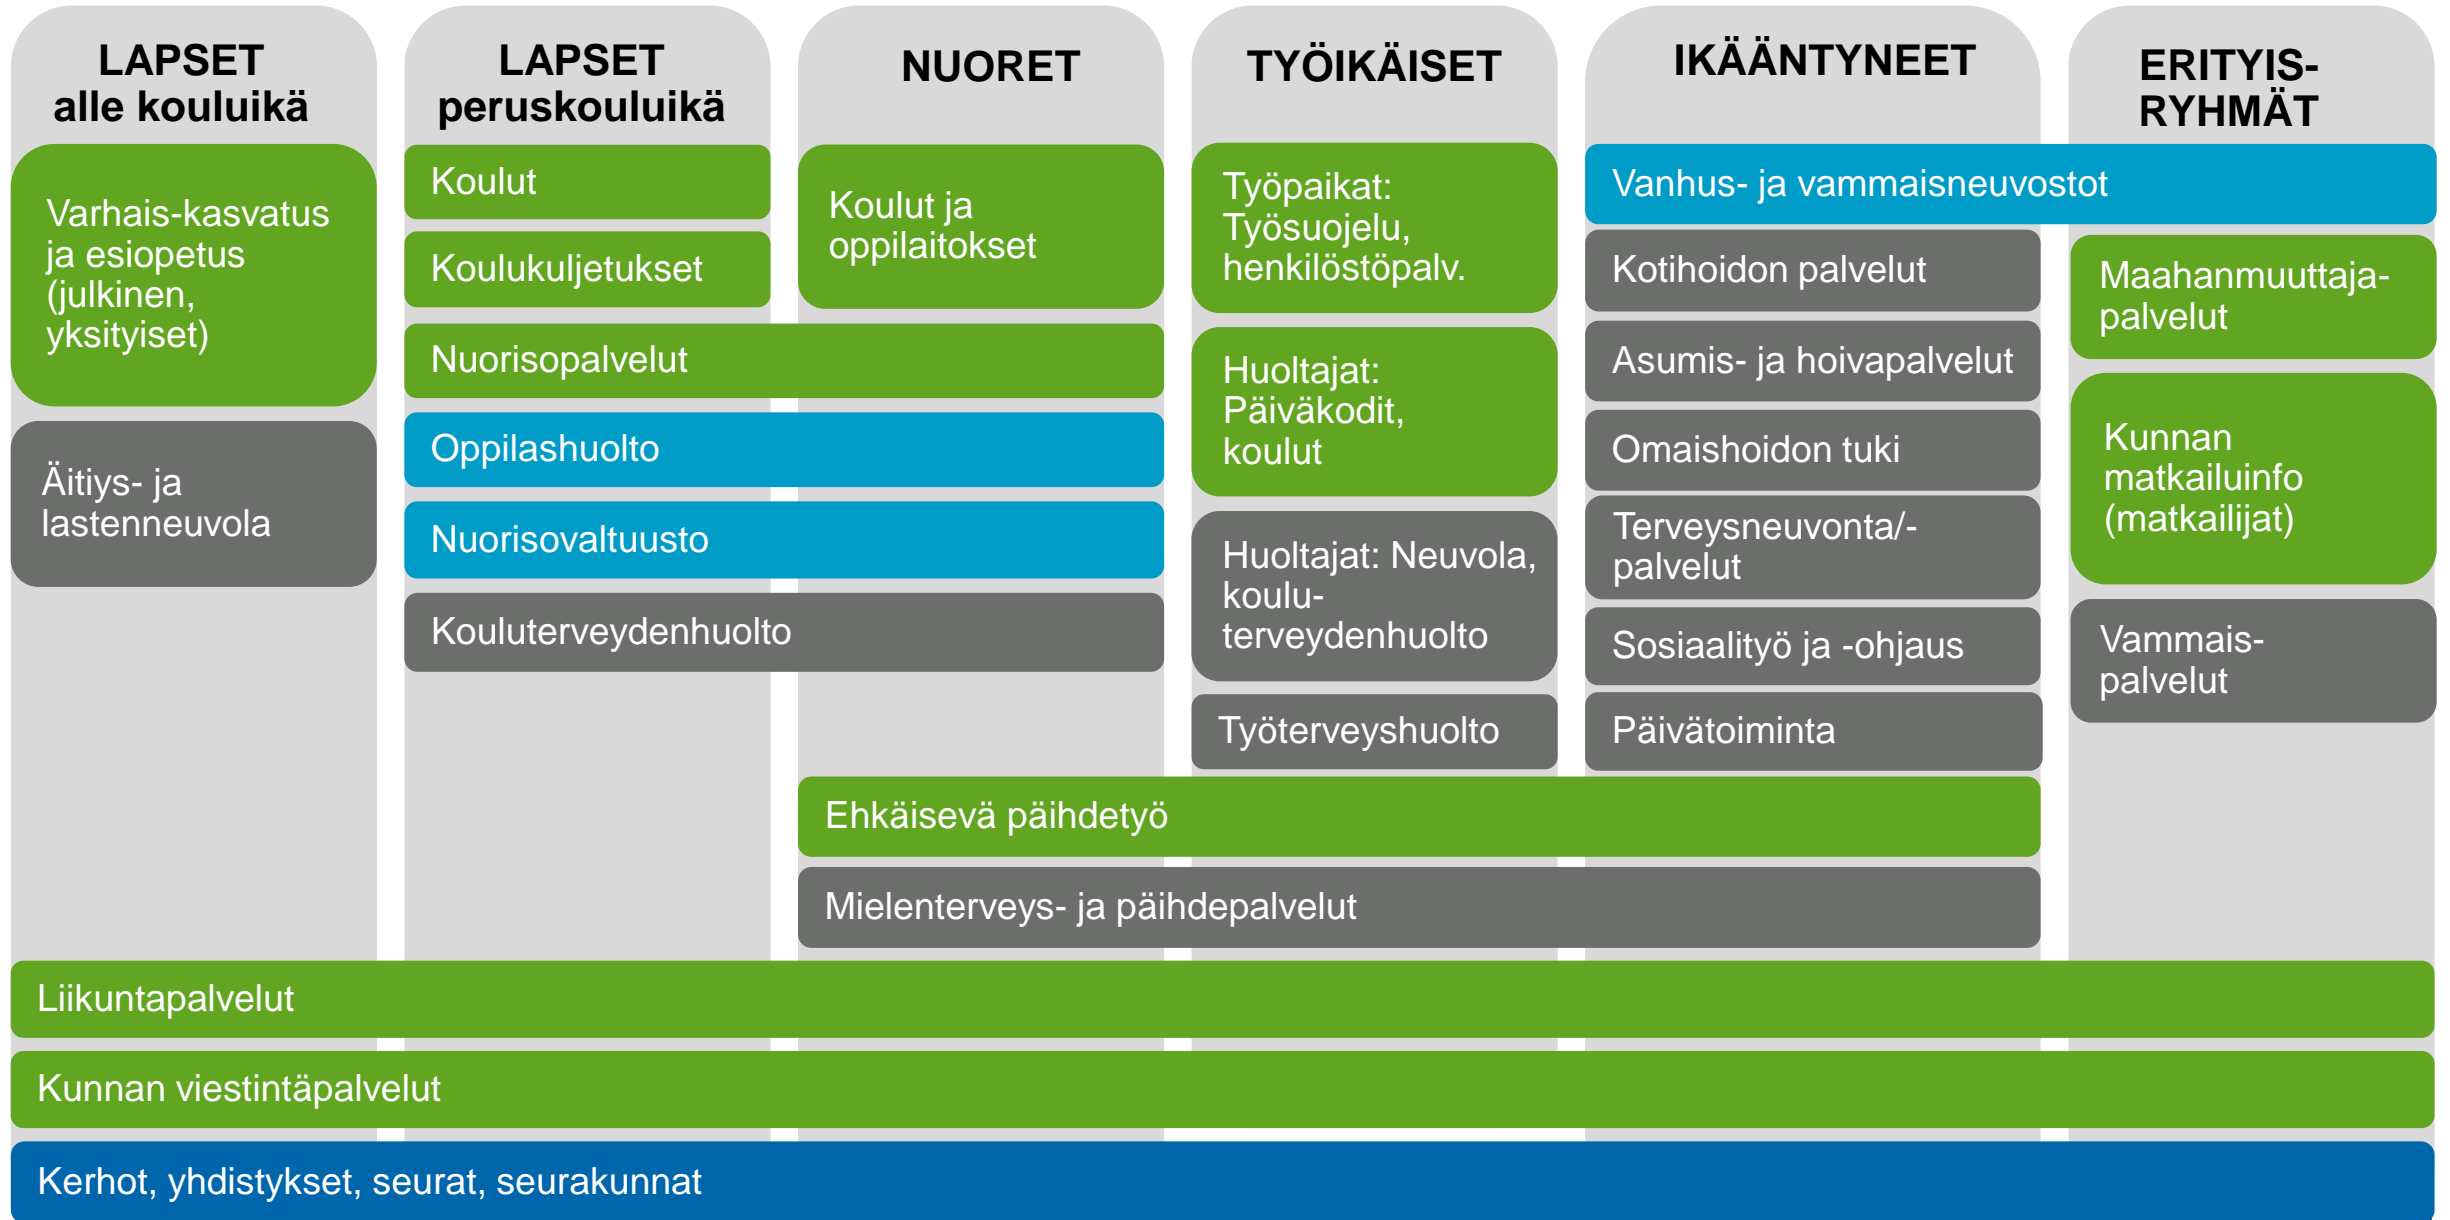 LAPSET
alle kouluikä
Varhais-kasvatus
ja esiopetus
(julkinen,
yksityiset)
Äitiys- ja
lastenneuvola
LAPSET
peruskouluikä
Koulut
Koulukuljetukset
Nuorisopalvelut
Oppilashuolto
Nuorisovaltuusto
Kouluterveydenhuolto
NUORET
Koulut ja
oppilaitokset
TYÖIKÄISET
Työpaikat:
Työsuojelu,
henkilöstöpalv.
Huoltajat:
Päiväkodit,
koulut
Huoltajat: Neuvola,
koulu-
terveydenhuolto
Työterveyshuolto
IKÄÄNTYNEET
Vanhus- ja vammaisneuvostot
Kotihoidon palvelut
Asumis- ja hoivapalvelut
Omaishoidon tuki
Terveysneuvonta/-
palvelut
Sosiaalityö ja -ohjaus
Päivätoiminta
ERITYIS-
RYHMÄT
Maahanmuuttaja-
palvelut
Kunnan
matkailuinfo
(matkailijat)
Vammais-
palvelut
Ehkäisevä päihdetyö
Mielenterveys- ja päihdepalvelut
Liikuntapalvelut
Kunnan viestintäpalvelut
Kerhot, yhdistykset, seurat, seurakunnat